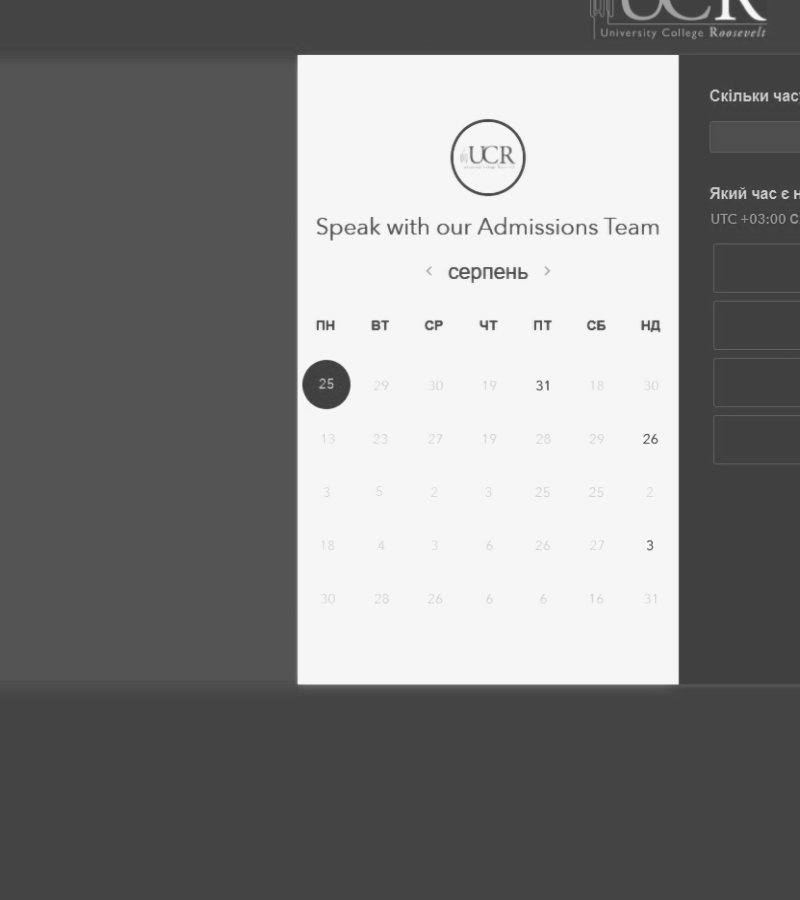 UCR
University College Roosevelt
UCR
Speak with our Admissions Team
< серпень >
ПН ВТ СР ЧТ ПТ СБ НД
25 29 30 19 31 18 30
13 23 27 19 28 29 26
3 5 2 3 25 25 2
18 4 3 6 26 27 3
30 28 26 6 6 16 31
Скільки час
Який час є н
UTC +03:00 С